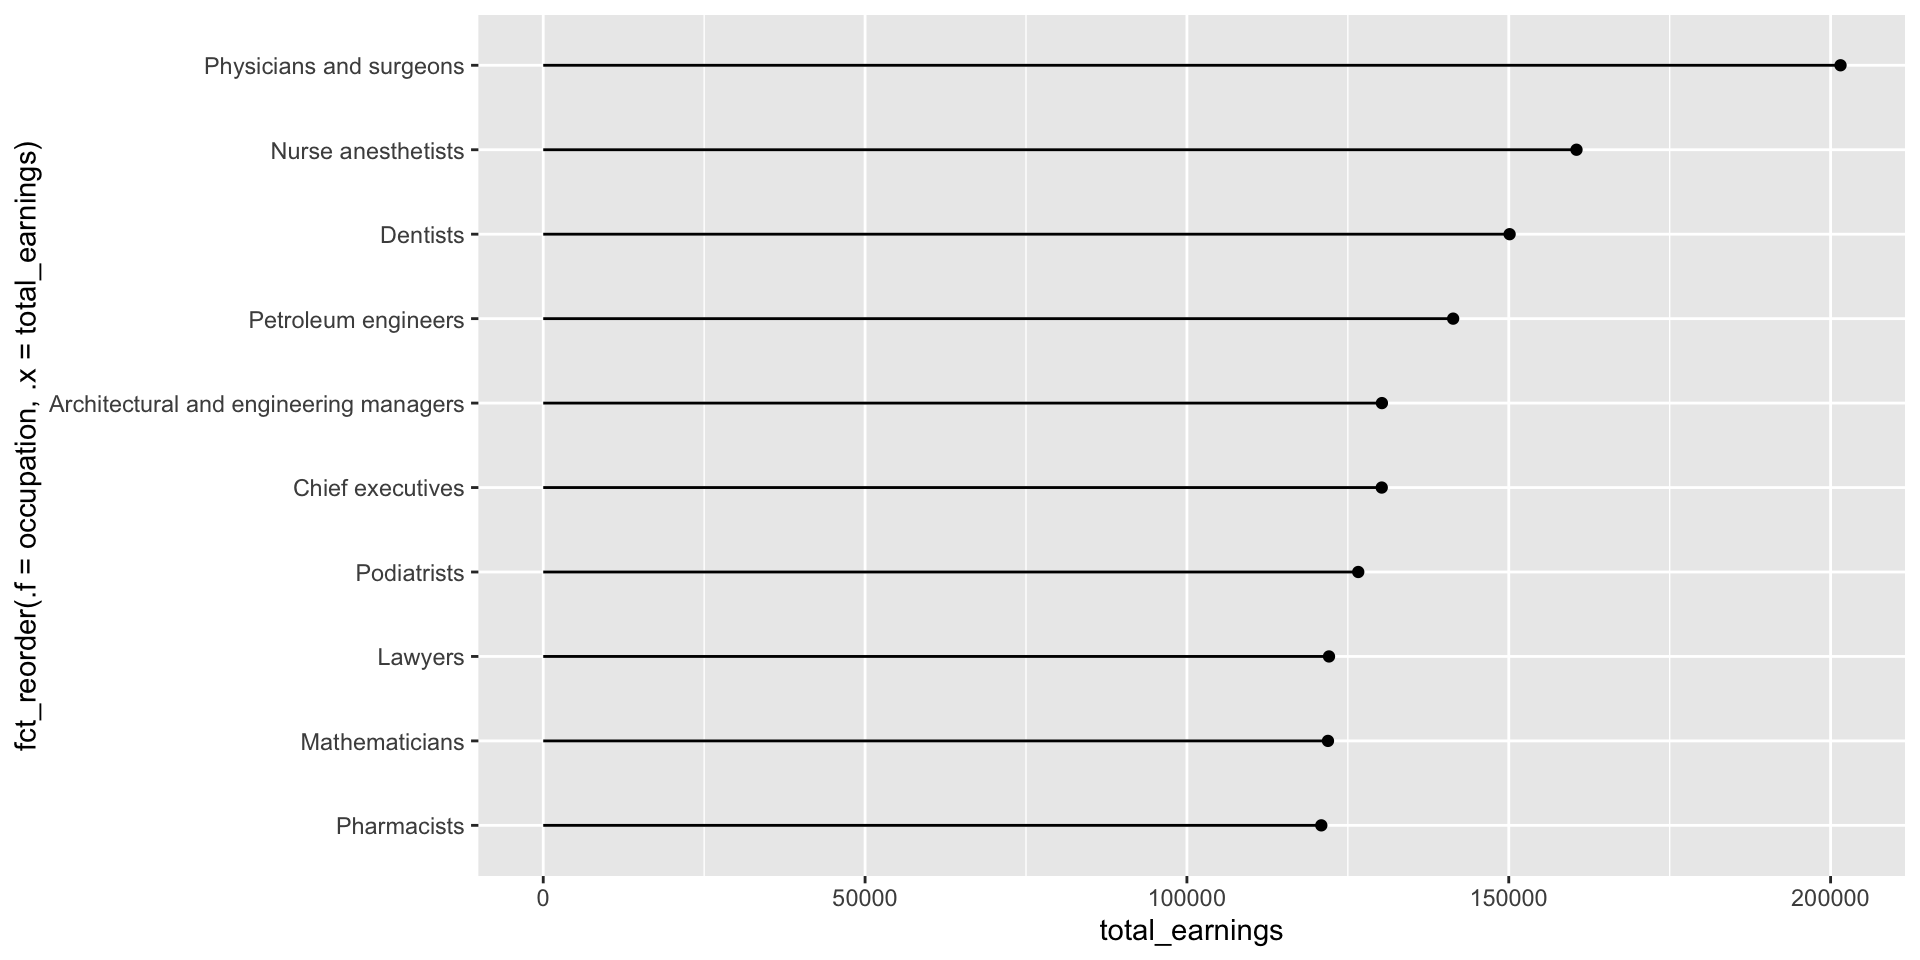 fct_reorder(.f = occupation, .x = total_earnings)
Physicians and surgeons
Nurse anesthetists
Dentists
Petroleum engineers
Architectural and engineering managers
Chief executives
Podiatrists
Lawyers
Mathematicians
Pharmacists
0 50000 100000 150000 200000
total_earnings